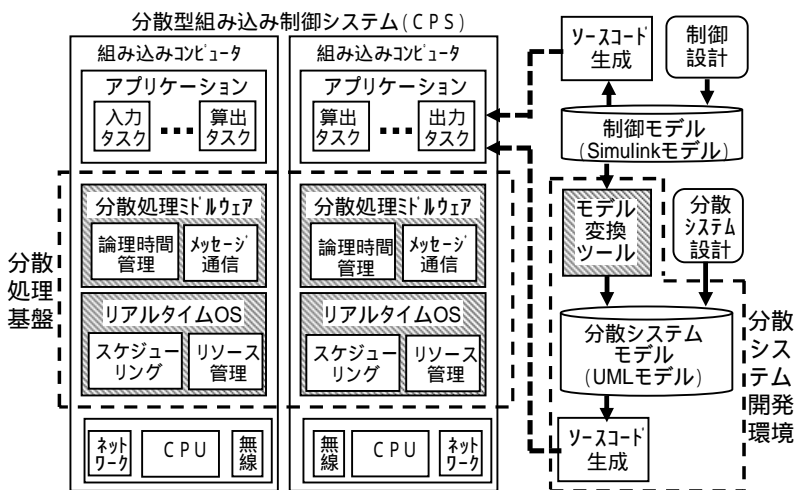 分散型組み込み制御システム(CPS)
組み込みｺﾝﾋﾟｭｰﾀ
アプリケーション
入力
タスク
･･･
算出
タスク
分散処理ﾐﾄﾞﾙｳｪｱ
論理時間
管理
ﾒｯｾｰｼﾞ
通信
リアルタイムOS
スケジュー
リング
リソース
管理
ﾈｯﾄ
ﾜｰｸ
CPU
無
線
組み込みｺﾝﾋﾟｭｰﾀ
アプリケーション
算出
タスク
･･･
出力
タスク
分散処理ﾐﾄﾞﾙｳｪｱ
論理時間
管理
ﾒｯｾｰｼﾞ
通信
リアルタイムOS
スケジュー
リング
リソース
管理
無
線
CPU
ﾈｯﾄ
ﾜｰｸ
分散
処理
基盤
ｿｰｽｺｰﾄﾞ
生成
制御
設計
制御モデル
(Simulinkモデル)
モデル
変換
ツール
分散
ｼｽﾃﾑ
設計
分散システム
モデル
(UMLモデル)
ｿｰｽｺｰﾄﾞ
生成
分散
シス
テム
開発
環境